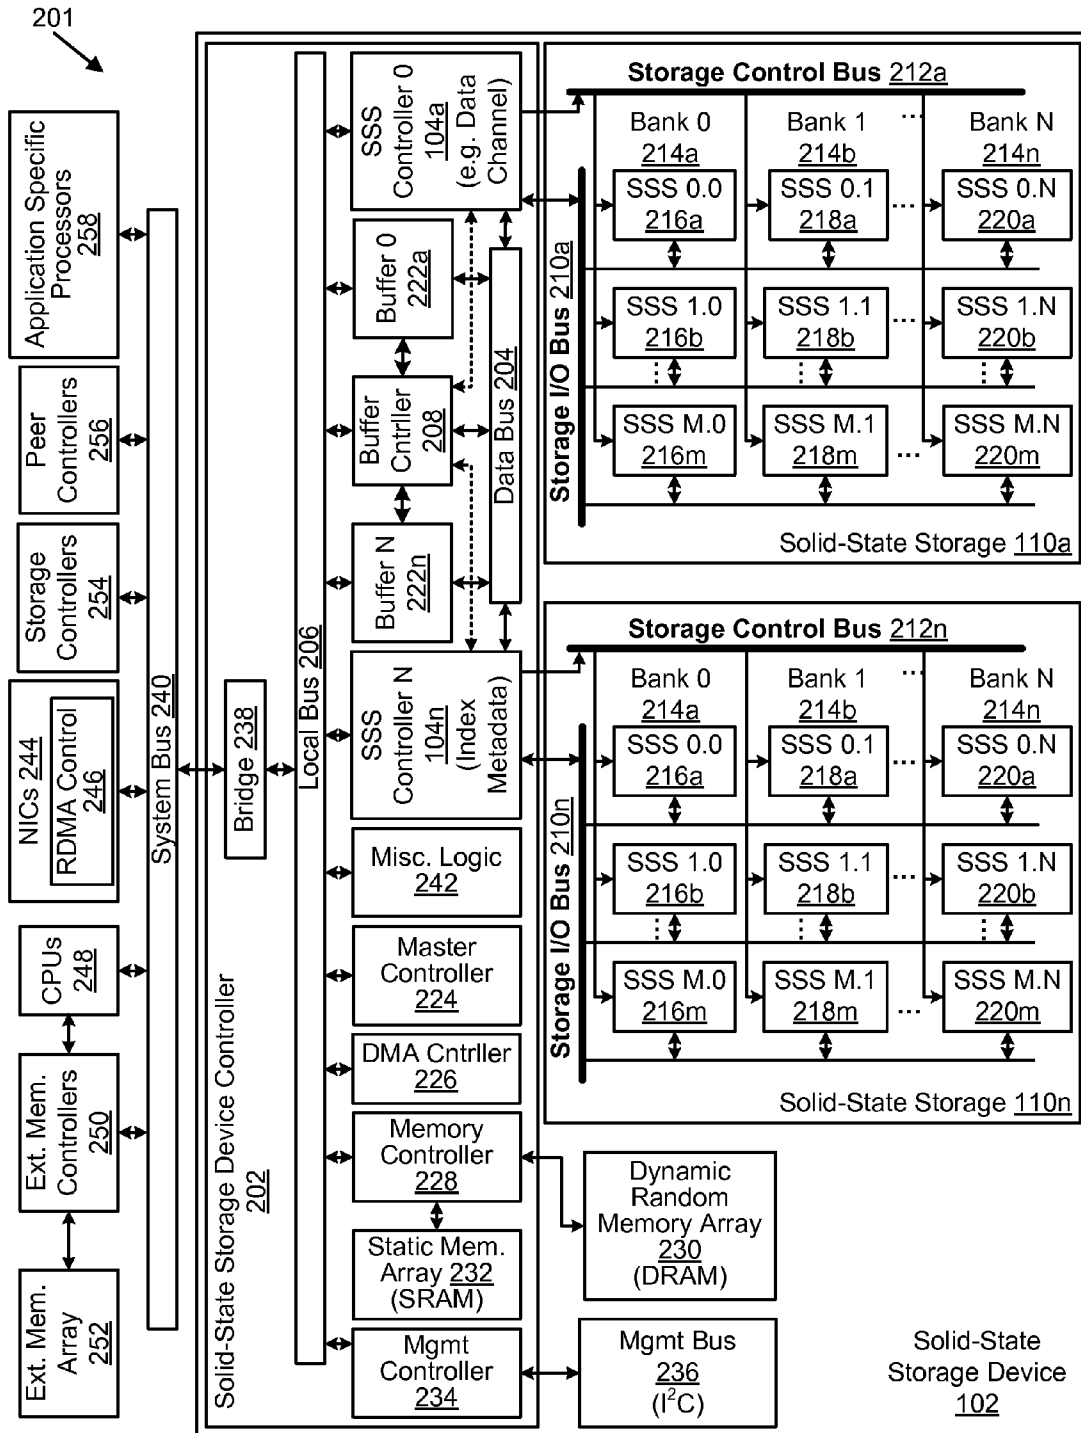 201
Application Specific
Processors
258
Peer
Controllers
256
Storage
Controllers
254
NICs 244
RDMA Control
246
CPUs
248
Ext. Mem.
Controllers
250
Ext. Mem.
Array
252
System Bus 240
Bridge 238
Solid-State Storage Device Controller
202
Local Bus 206
SSS
Controller 0
104a
(e.g. Data
Channel)
Buffer 0
222a
Buffer
Cntrller
208
Buffer N
222n
Data Bus 204
SSS
Controller N
104n
(Index
Metadata)
Misc. Logic
242
Master
Controller
224
DMA Cntrller
226
Memory
Controller
228
Static Mem.
Array 232
(SRAM)
Mgmt
Controller
234
Storage Control Bus 212a
Storage I/O Bus 210a
Bank 0
214a
Bank 1
214b
...
Bank N
214n
SSS 0.0
216a
SSS 0.1
218a
...
SSS 0.N
220a
SSS 1.0
216b
SSS 1.1
218b
...
SSS 1.N
220b
SSS M.0
216m
SSS M.1
218m
...
SSS M.N
220m
Solid-State Storage 110a
Storage Control Bus 212n
Storage I/O Bus 210n
Bank 0
214a
Bank 1
214b
...
Bank N
214n
SSS 0.0
216a
SSS 0.1
218a
...
SSS 0.N
220a
SSS 1.0
216b
SSS 1.1
218b
...
SSS 1.N
220b
SSS M.0
216m
SSS M.1
218m
...
SSS M.N
220m
Solid-State Storage 110n
Dynamic
Random
Memory Array
230
(DRAM)
Mgmt Bus
236
(I²C)
Solid-State
Storage Device
102